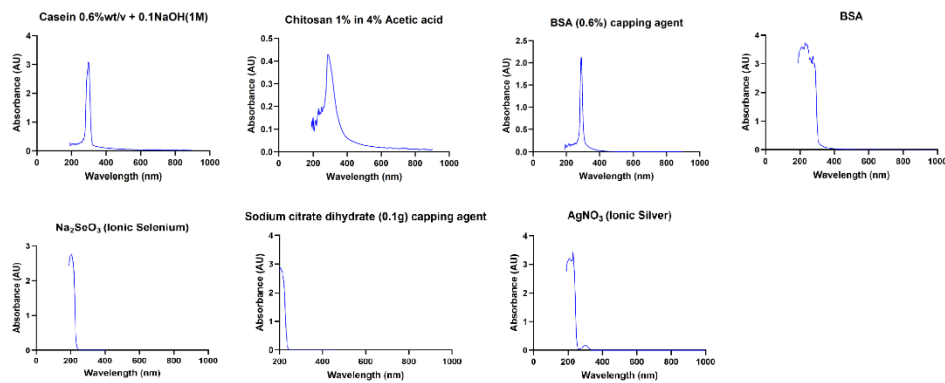 Casein 0.6%wt/v + 0.1NaOH(1M)
Absorbance (AU)
4
3
2
1
0
0 200 400 600 800 1000
Wavelength (nm)
Chitosan 1% in 4% Acetic acid
Absorbance (AU)
0.5
0.4
0.3
0.2
0.1
0.0
0 200 400 600 800 1000
Wavelength (nm)
BSA (0.6%) capping agent
Absorbance (AU)
2.5
2.0
1.5
1.0
0.5
0.0
0 200 400 600 800 1000
Wavelength (nm)
BSA
Absorbance (AU)
4
3
2
1
0
0 200 400 600 800 1000
Wavelength (nm)
Na₂SeO₃ (Ionic Selenium)
Absorbance (AU)
3
2
1
0
0 200 400 600 800 1000
Wavelength (nm)
Sodium citrate dihydrate (0.1g) capping agent
Absorbance (AU)
4
3
2
1
0
200 400 600 800 1000
Wavelength (nm)
AgNO₃ (Ionic Silver)
Absorbance (AU)
4
3
2
1
0
0 200 400 600 800 1000
Wavelength (nm)